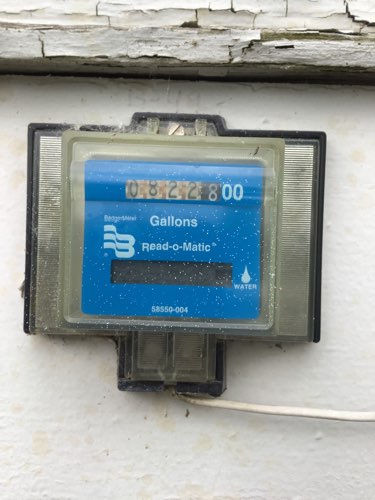 0822800
Badger Meter
Gallons
Read-o-Matic®
WATER
®
58550-004